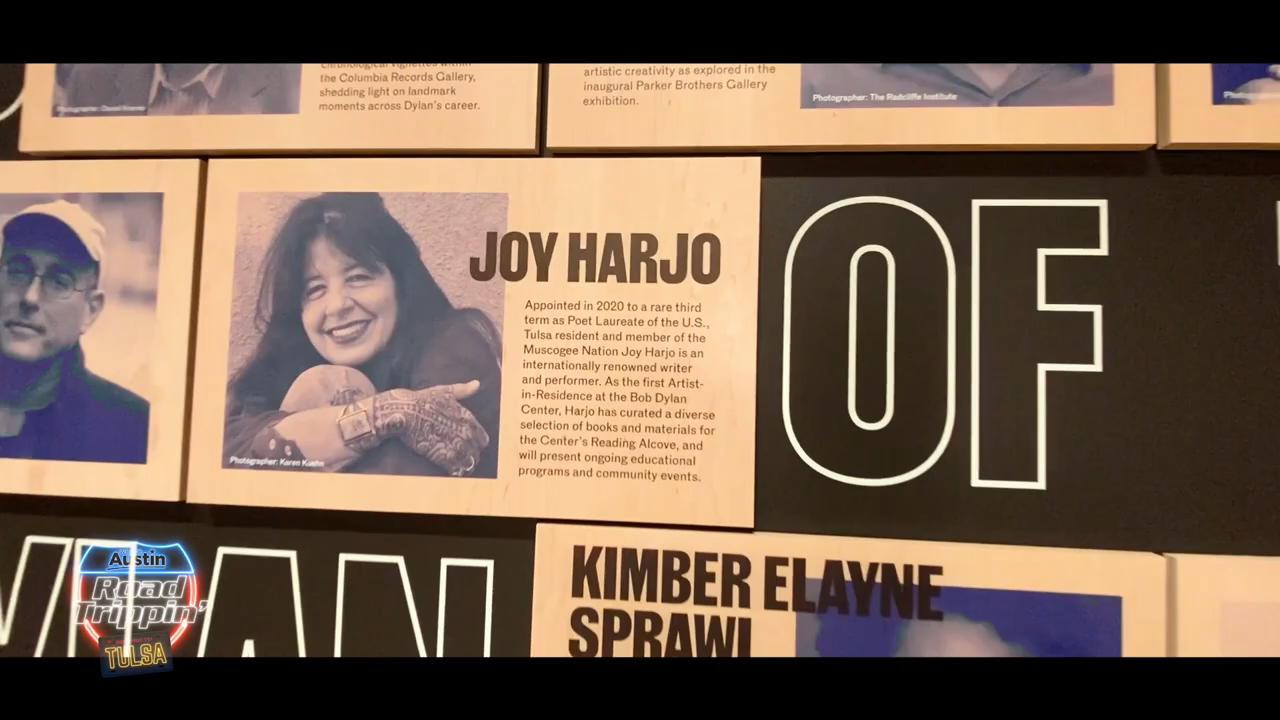 the Columbia Records Gallery,
shedding light on landmark
moments across Dylan's career.
artistic creativity as explored in the
inaugural Parker Brothers Gallery
exhibition.
Photographer: The Radcliffe Institute
JOY HARJO
Appointed in 2020 to a rare third
term as Poet Laureate of the U.S.,
Tulsa resident and member of the
Muscogee Nation Joy Harjo is an
internationally renowned writer
and performer. As the first Artist-
in-Residence at the Bob Dylan
Center, Harjo has curated a diverse
selection of books and materials for
the Center's Reading Alcove, and
will present ongoing educational
programs and community events.
Photographer: Karen Kuehn
OF
KIMBER ELAYNE
SPRAWL
Austin
Road
Trippin'
TULSA